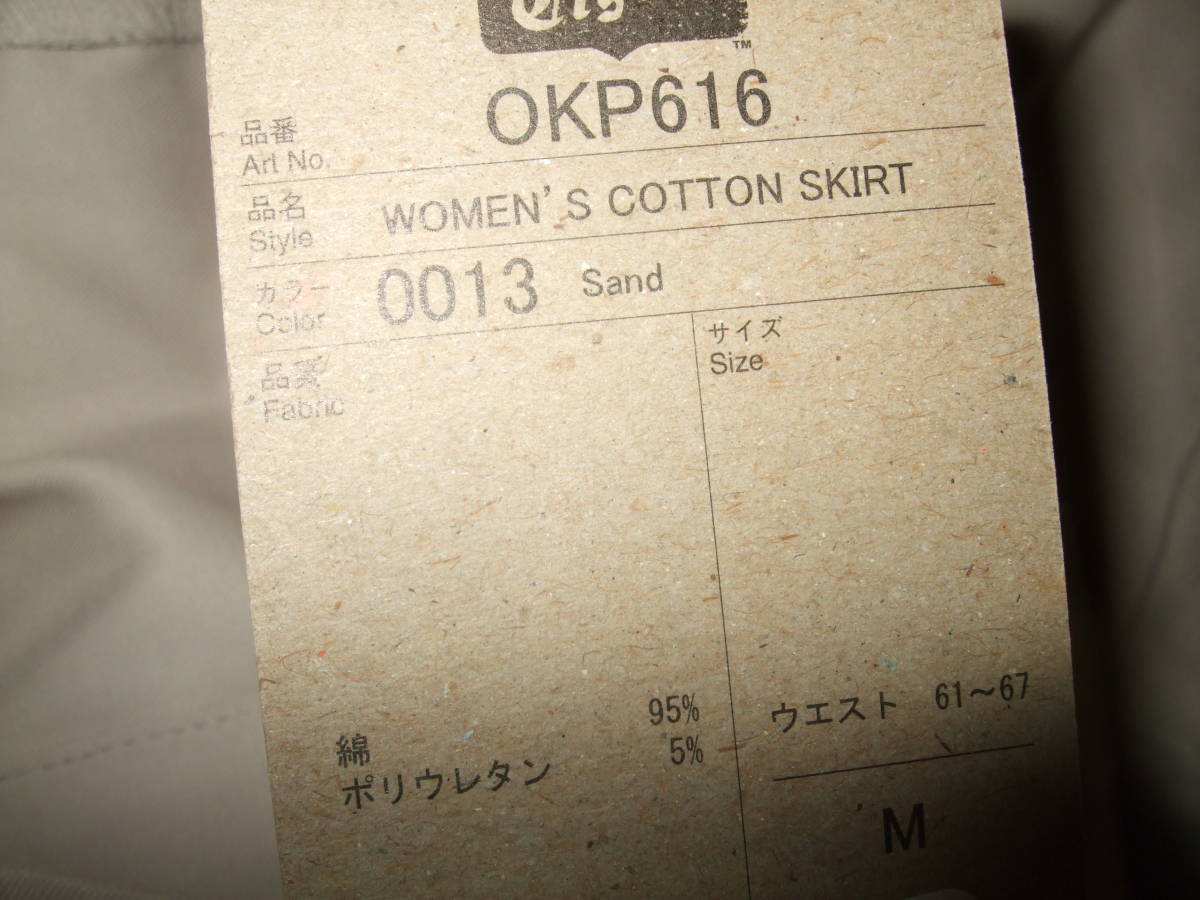 ™
OKP616
品番
Art No.
品名
Style
WOMEN'S COTTON SKIRT
カラー
Color
0013 Sand
品質
Fabric
サイズ
Size
綿 95%
ポリウレタン 5%
ウエスト 61～67
M